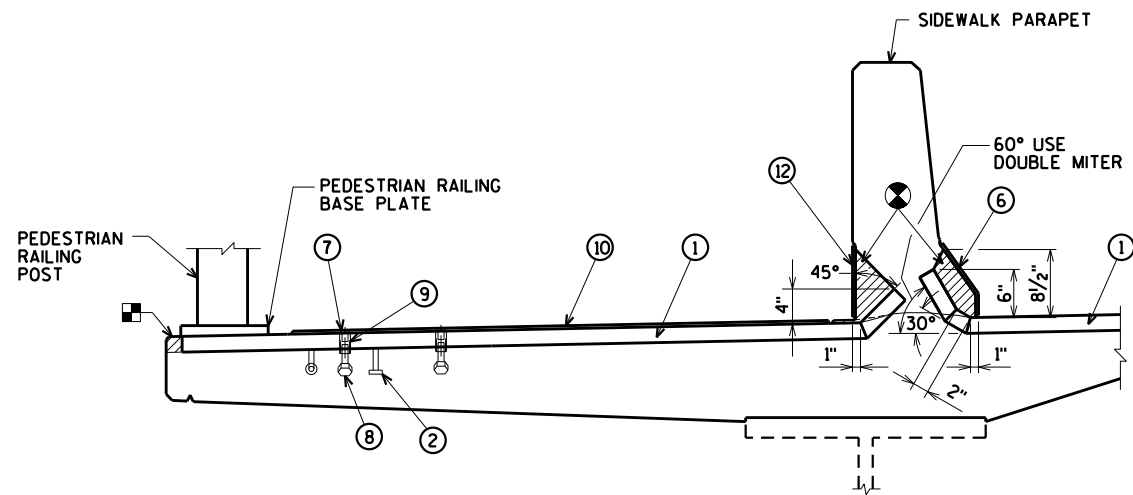 SIDEWALK PARAPET
60° USE
DOUBLE MITER
12
6
PEDESTRIAN RAILING
BASE PLATE
PEDESTRIAN
RAILING
POST
7
10
1
1
9
45°
4"
6"
8½"
30°
1"
1"
2"
8
2